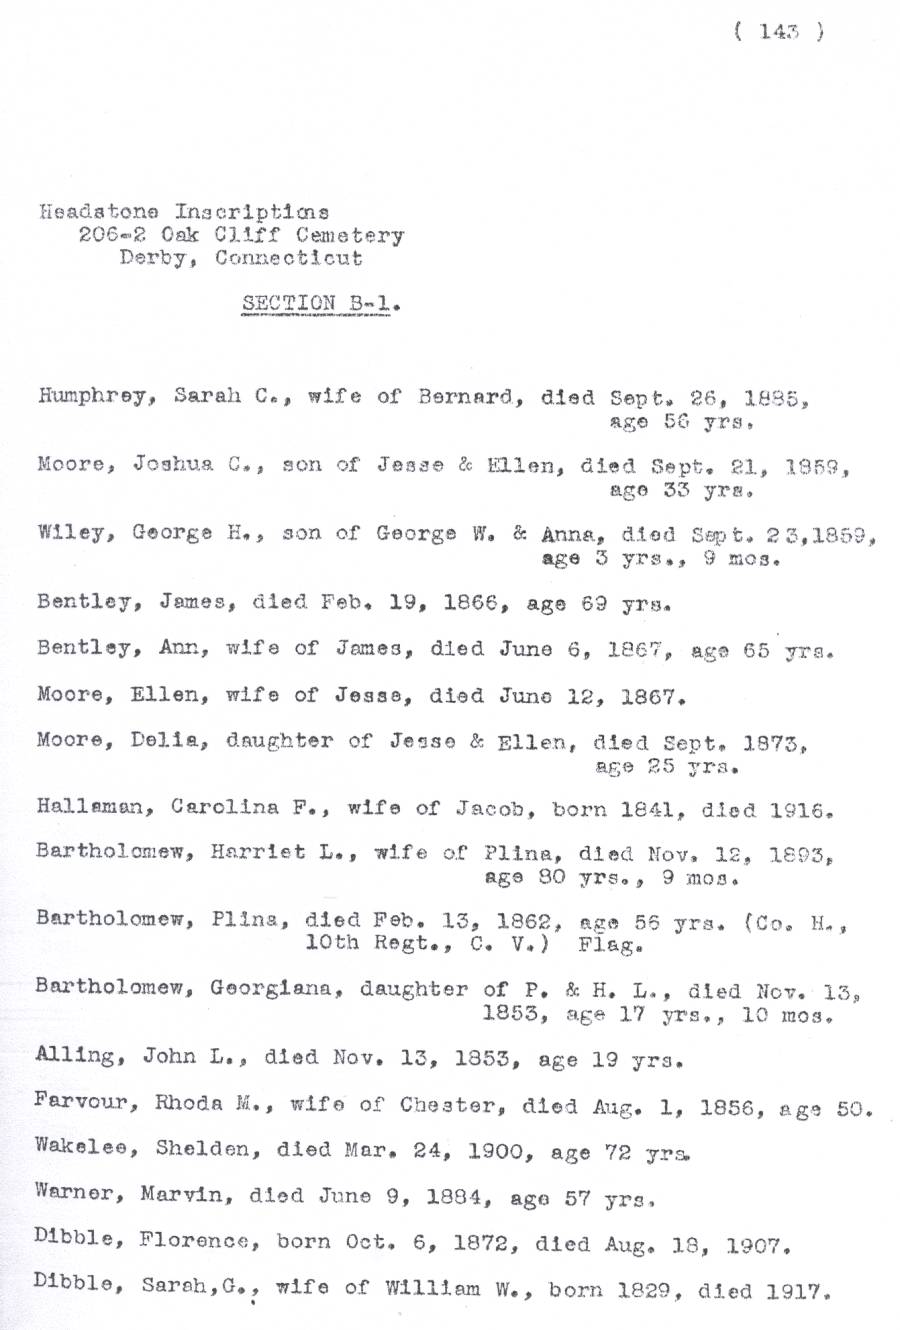 ( 143 )
Headstone Inscriptions
206-2 Oak Cliff Cemetery
Derby, Connecticut
SECTION B-1.
Humphrey, Sarah C., wife of Bernard, died Sept. 26, 1885,
age 56 yrs.
Moore, Joshua C., son of Jesse & Ellen, died Sept. 21, 1859,
age 33 yrs.
Wiley, George H., son of George W. & Anna, died Sept. 23,1859,
age 3 yrs., 9 mos.
Bentley, James, died Feb. 19, 1866, age 69 yrs.
Bentley, Ann, wife of James, died June 6, 1867, age 65 yrs.
Moore, Ellen, wife of Jesse, died June 12, 1867.
Moore, Delia, daughter of Jesse & Ellen, died Sept. 1873,
age 25 yrs.
Hallaman, Carolina F., wife of Jacob, born 1841, died 1916.
Bartholomew, Harriet L., wife of Plina, died Nov. 12, 1893,
age 80 yrs., 9 mos.
Bartholomew, Plina, died Feb. 13, 1862, age 56 yrs. (Co. H.,
10th Regt., C. V.) Flag.
Bartholomew, Georgiana, daughter of P. & H. L., died Nov. 13,
1853, age 17 yrs., 10 mos.
Alling, John L., died Nov. 13, 1853, age 19 yrs.
Farvour, Rhoda M., wife of Chester, died Aug. 1, 1856, age 50.
Wakelee, Shelden, died Mar. 24, 1900, age 72 yrs.
Warner, Marvin, died June 9, 1884, age 57 yrs.
Dibble, Florence, born Oct. 6, 1872, died Aug. 18, 1907.
Dibble, Sarah,G., wife of William W., born 1829, died 1917.